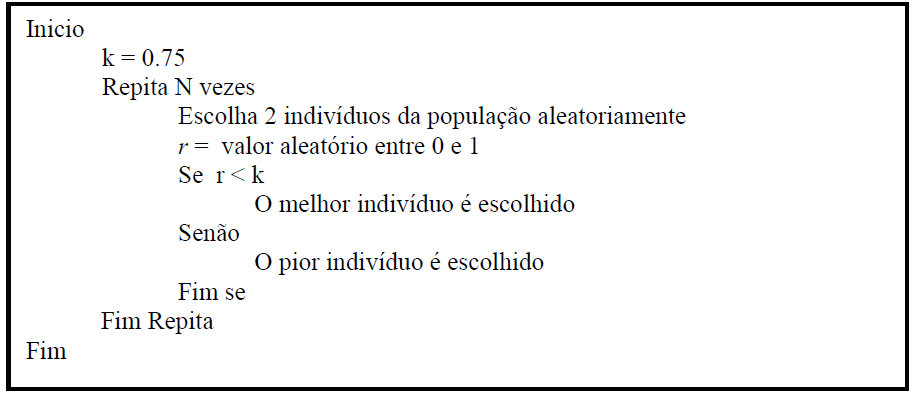 Inicio
k = 0.75
Repita N vezes
Escolha 2 indivíduos da população aleatoriamente
r = valor aleatório entre 0 e 1
Se r < k
O melhor indivíduo é escolhido
Senão
O pior indivíduo é escolhido
Fim se
Fim Repita
Fim